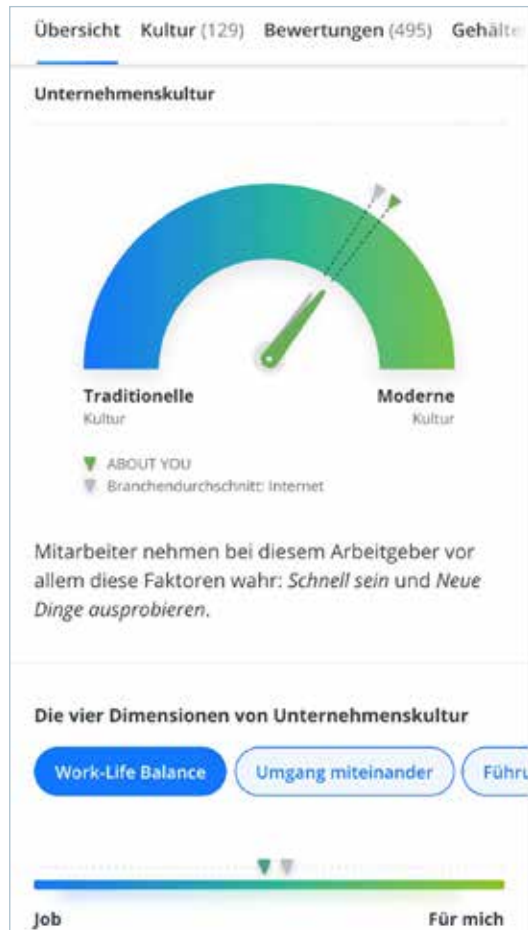 Übersicht Kultur (129) Bewertungen (495) Gehälte
Unternehmenskultur
Traditionelle Moderne
Kultur Kultur
ABOUT YOU
Branchendurchschnitt: Internet
Mitarbeiter nehmen bei diesem Arbeitgeber vor
allem diese Faktoren wahr: Schnell sein und Neue
Dinge ausprobieren.
Die vier Dimensionen von Unternehmenskultur
Work-Life Balance Umgang miteinander Führu
Job Für mich